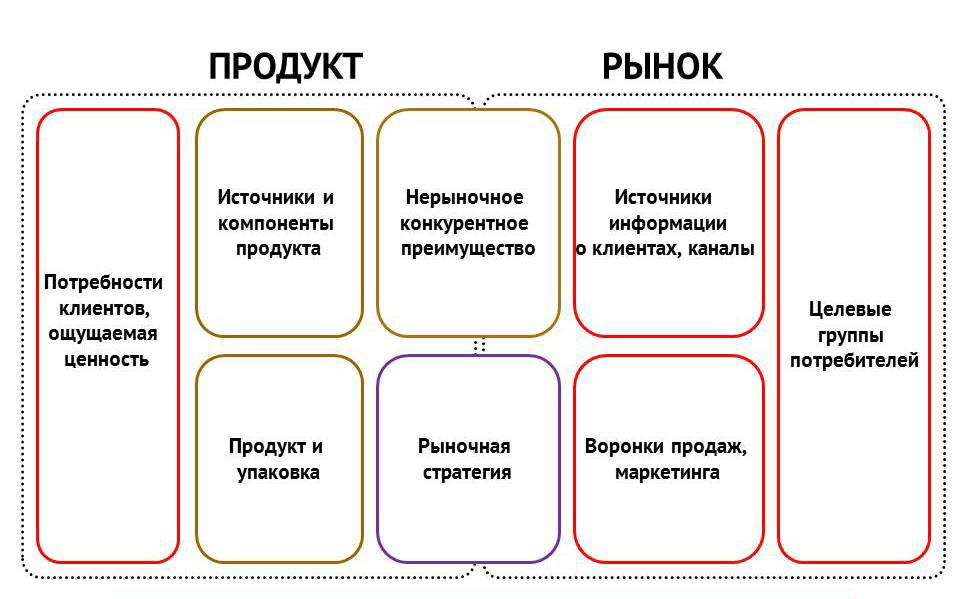 ПРОДУКТ
РЫНОК
Потребности
клиентов,
ощущаемая
ценность
Источники и
компоненты
продукта
Нерыночное
конкурентное
преимущество
Источники
информации
о клиентах, каналы
Продукт и
упаковка
Рыночная
стратегия
Воронки продаж,
маркетинга
Целевые
группы
потребителей